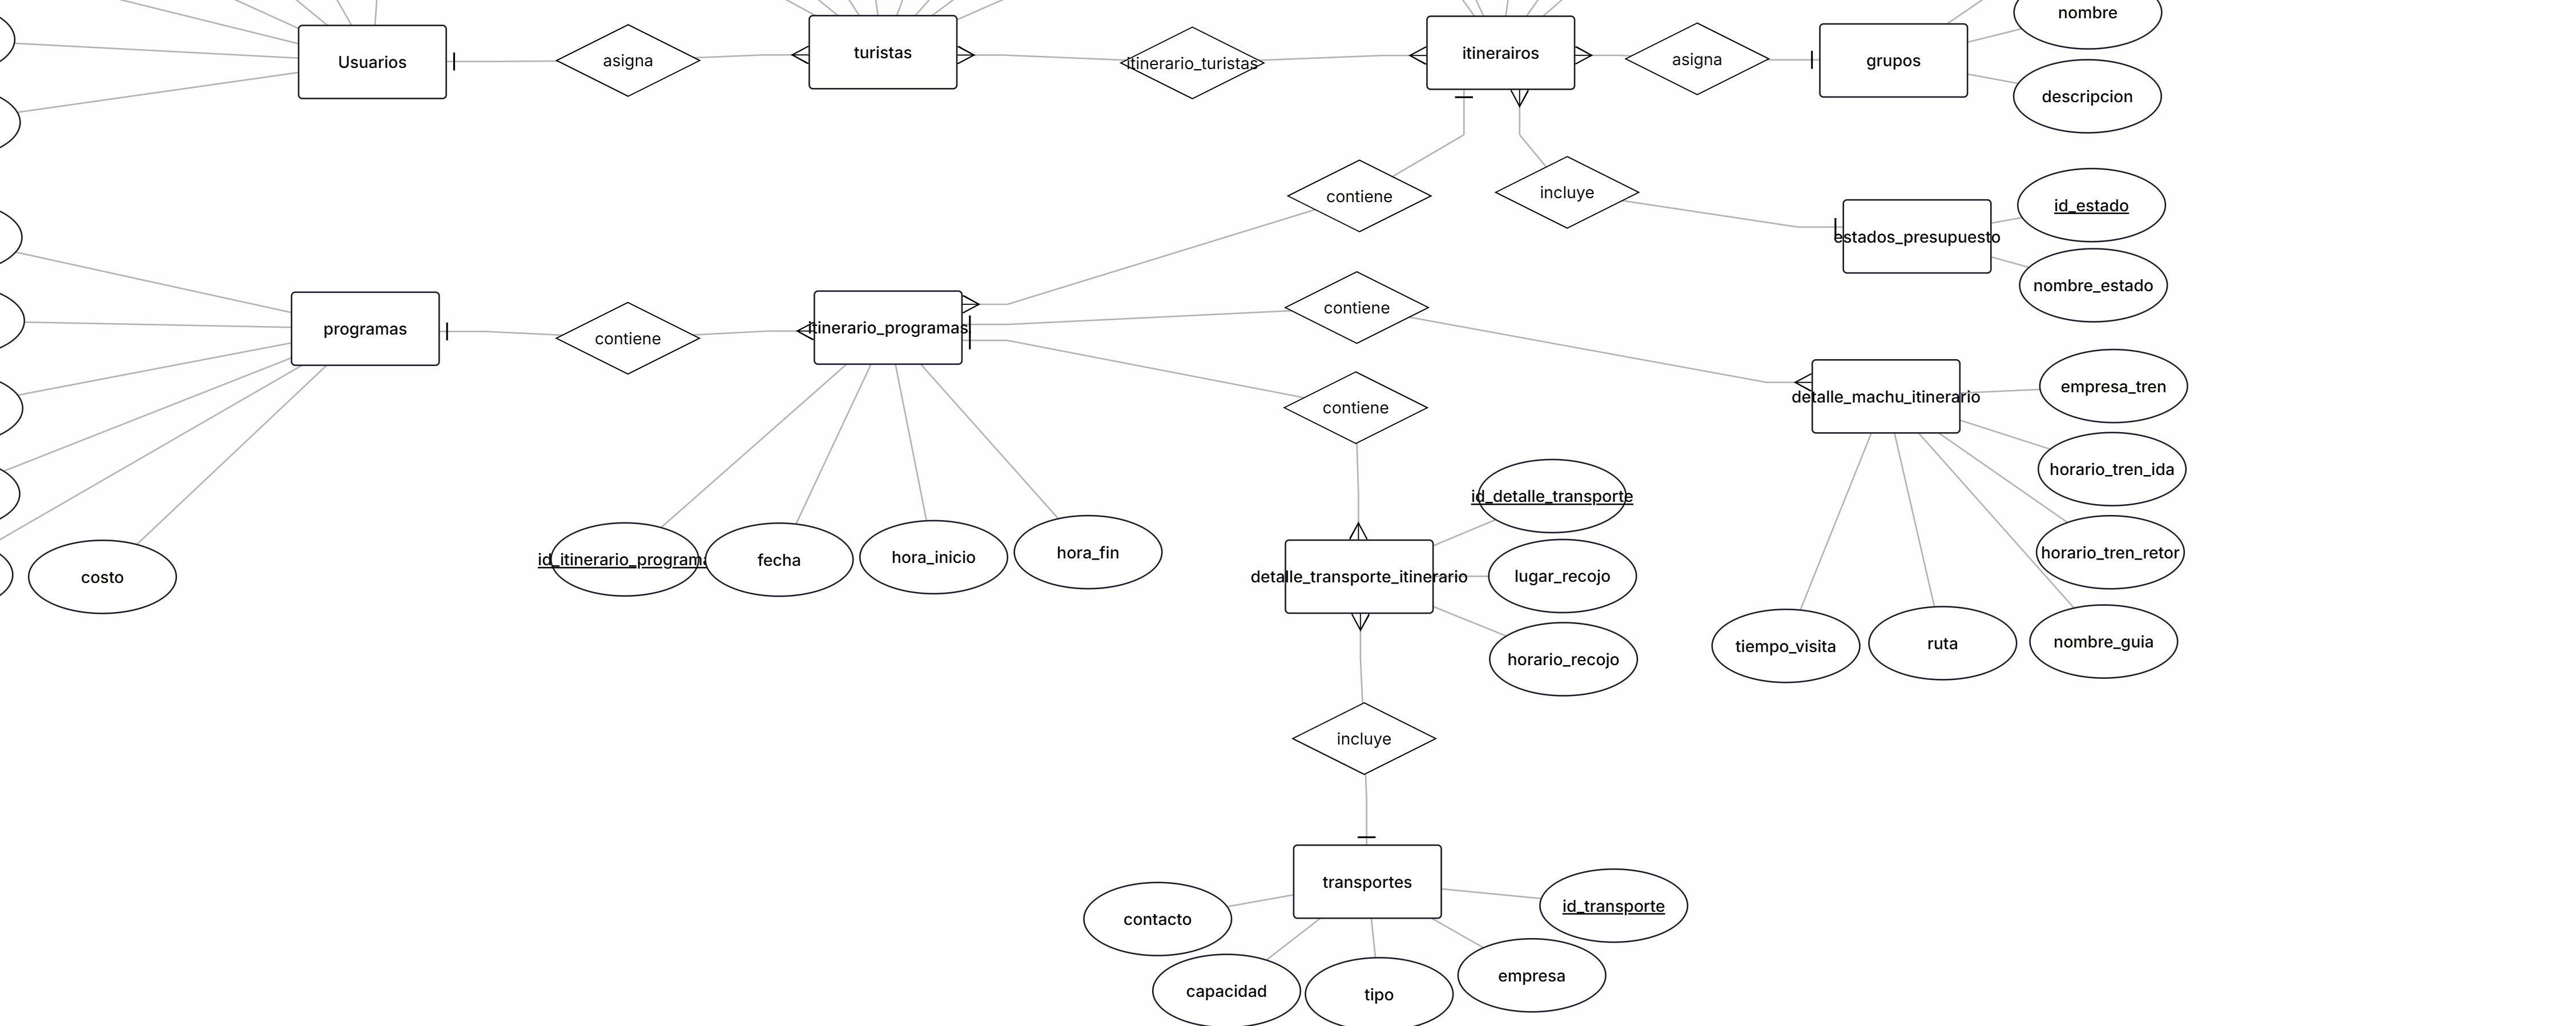 nombre
Usuarios
asigna
turistas
itinerario_turistas
itinerairos
asigna
grupos
descripcion
contiene
incluye
id_estado
estados_presupuesto
nombre_estado
programas
contiene
itinerario_programas
contiene
contiene
detalle_machu_itinerario
empresa_tren
horario_tren_ida
horario_tren_retor
id_detalle_transporte
costo
id_itinerario_programa
fecha
hora_inicio
hora_fin
detalle_transporte_itinerario
lugar_recojo
horario_recojo
tiempo_visita
ruta
nombre_guia
incluye
transportes
contacto
id_transporte
capacidad
tipo
empresa